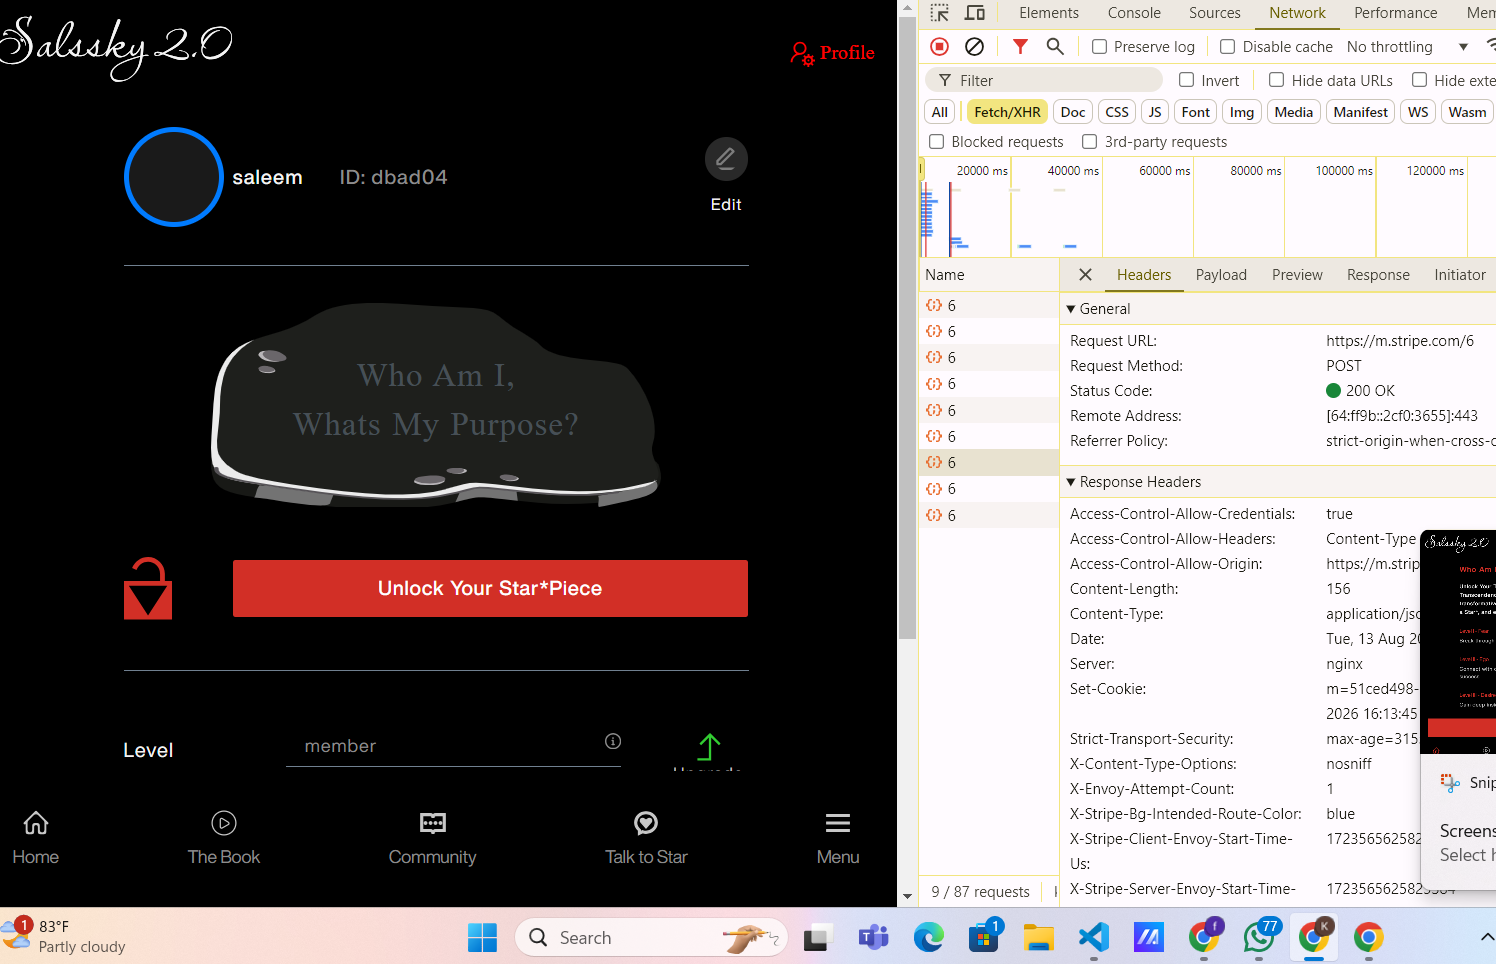 Salssky 2.0
Profile
saleem
ID: dbad04
Edit
Who Am I,
Whats My Purpose?
Unlock Your Star*Piece
Level
member
Home
The Book
Community
Talk to Star
Menu
Elements
Console
Sources
Network
Performance
Mem
Preserve log
Disable cache
No throttling
Filter
Invert
Hide data URLs
Hide exte
All
Fetch/XHR
Doc
CSS
JS
Font
Img
Media
Manifest
WS
Wasm
Blocked requests
3rd-party requests
20000 ms
40000 ms
60000 ms
80000 ms
100000 ms
120000 ms
Name
Headers
Payload
Preview
Response
Initiator
6
6
6
6
6
6
6
6
6
General
Request URL: https://m.stripe.com/6
Request Method: POST
Status Code: 200 OK
Remote Address: [64:ff9b::2cf0:3655]:443
Referrer Policy: strict-origin-when-cross-o
Response Headers
Access-Control-Allow-Credentials: true
Access-Control-Allow-Headers: Content-Type
Access-Control-Allow-Origin: https://m.strip
Content-Length: 156
Content-Type: application/jso
Date: Tue, 13 Aug 20
Server: nginx
Set-Cookie: m=51ced498-
2026 16:13:45
Strict-Transport-Security: max-age=315
X-Content-Type-Options: nosniff
X-Envoy-Attempt-Count: 1
X-Stripe-Bg-Intended-Route-Color: blue
X-Stripe-Client-Envoy-Start-Time-Us: 17235656258
X-Stripe-Server-Envoy-Start-Time-
9 / 87 requests
Salssky 2.0
Who Am I
Snip
Screens
Select h
1
83°F
Partly cloudy
Search
1
77
f
K